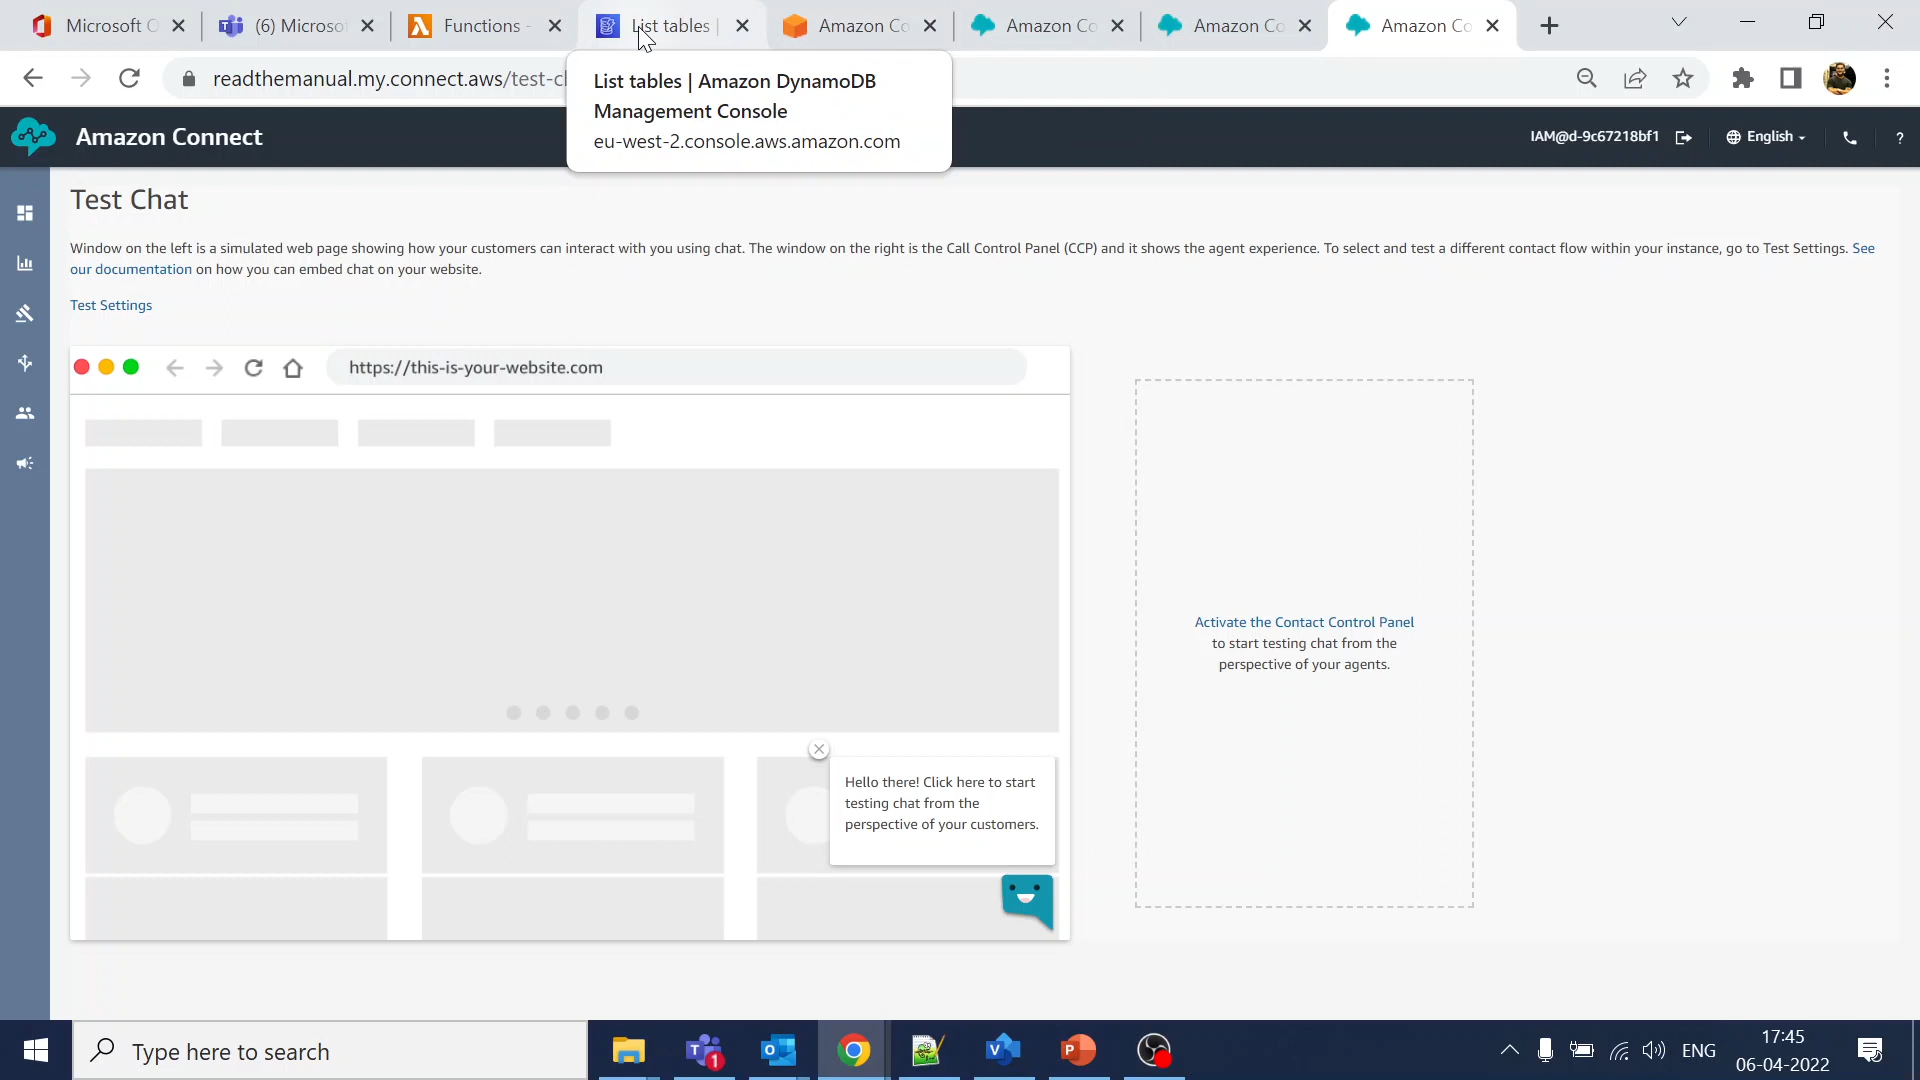 Microsoft O
(6) Microsof
Functions -
List tables |
Amazon Co
Amazon Co
Amazon Co
Amazon Co
readthemanual.my.connect.aws/test-ch
List tables | Amazon DynamoDB
Management Console
eu-west-2.console.aws.amazon.com
Amazon Connect
IAM@d-9c67218bf1
English
?
Test Chat
Window on the left is a simulated web page showing how your customers can interact with you using chat. The window on the right is the Call Control Panel (CCP) and it shows the agent experience. To select and test a different contact flow within your instance, go to Test Settings. See
our documentation on how you can embed chat on your website.
Test Settings
https://this-is-your-website.com
Activate the Contact Control Panel
to start testing chat from the
perspective of your agents.
Hello there! Click here to start
testing chat from the
perspective of your customers.
Type here to search
1
ENG
17:45
06-04-2022